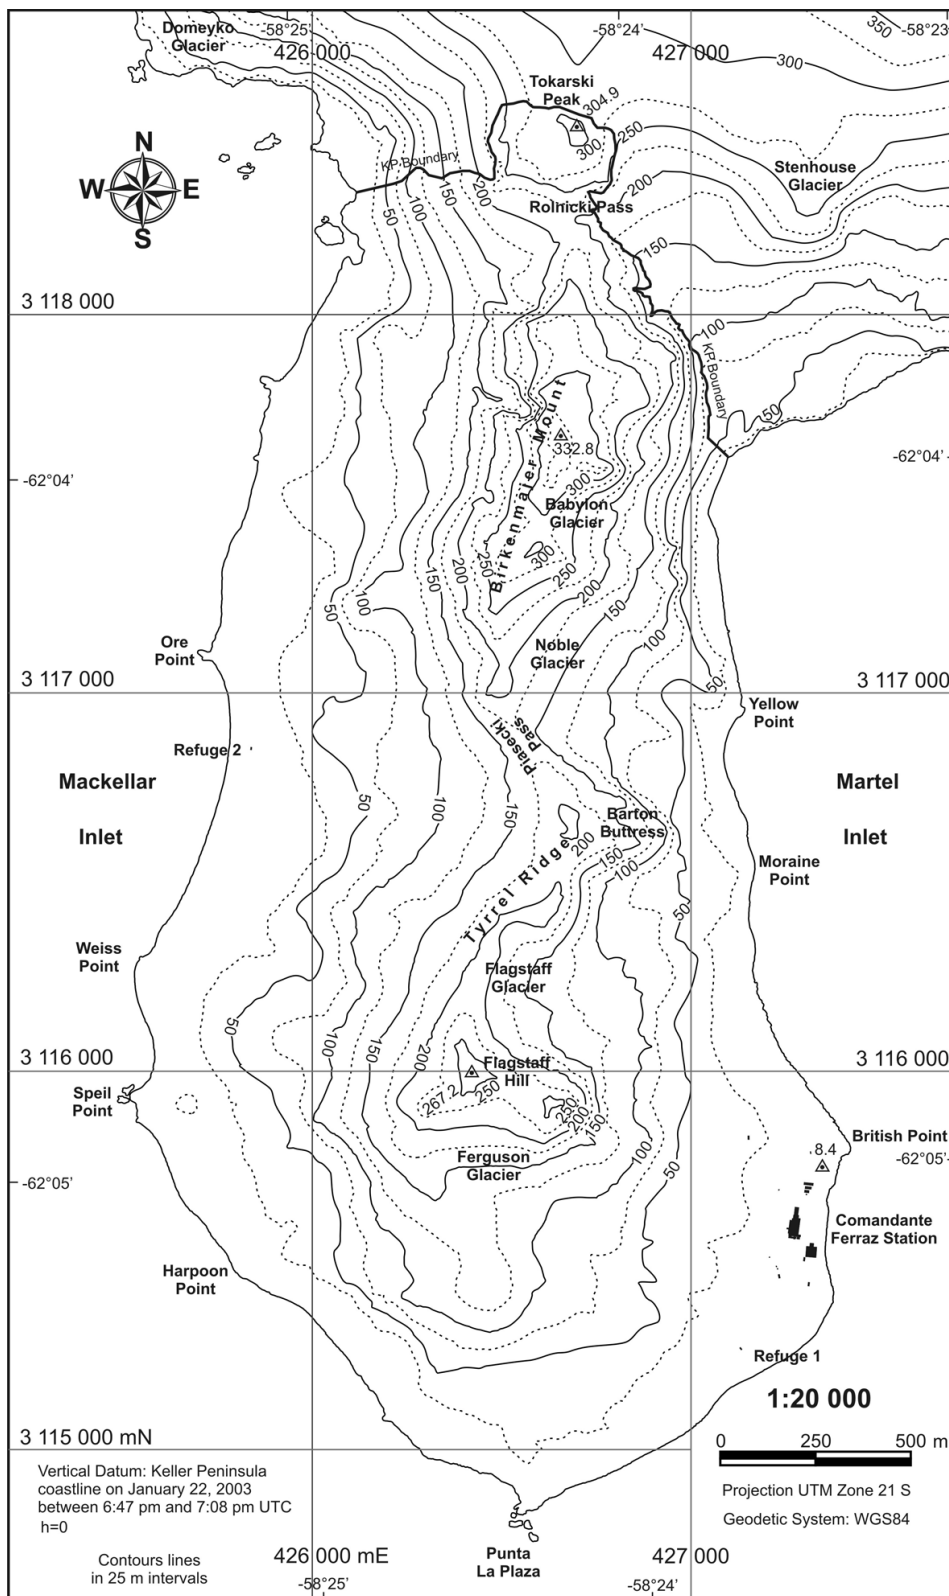 Domeyko
Glacier
-58°25'
426 000
-58°24'
427 000
350
-58°23'
300
Tokarski
Peak
304.9
300
250
N
W
E
S
KP Boundary
50
100
150
200
Stenhouse
Glacier
200
Rolnicki Pass
150
3 118 000
100
KP Boundary
50
Birkenmajer Mount
332.8
-62°04'
-62°04'
300
Babylon
Glacier
300
250
250
200
150
200
150
100
100
50
Ore
Point
Noble
Glacier
3 117 000
3 117 000
50
Yellow
Point
Piasecki
Pass
Refuge 2
Mackellar
Inlet
Martel
Inlet
50
100
150
Barton
Buttress
200
150
100
Moraine
Point
Tyrrel Ridge
50
Weiss
Point
Flagstaff
Glacier
50
100
150
200
3 116 000
3 116 000
Flagstaff
Hill
267.2
250
250
200
150
Speil
Point
British Point
8.4
-62°05'
-62°05'
100
50
Ferguson
Glacier
Comandante
Ferraz Station
Harpoon
Point
Refuge 1
1:20 000
3 115 000 mN
0 250 500 m
Vertical Datum: Keller Peninsula
coastline on January 22, 2003
between 6:47 pm and 7:08 pm UTC
h=0
Projection UTM Zone 21 S
Geodetic System: WGS84
Contours lines
in 25 m intervals
426 000 mE
-58°25'
Punta
La Plaza
427 000
-58°24'